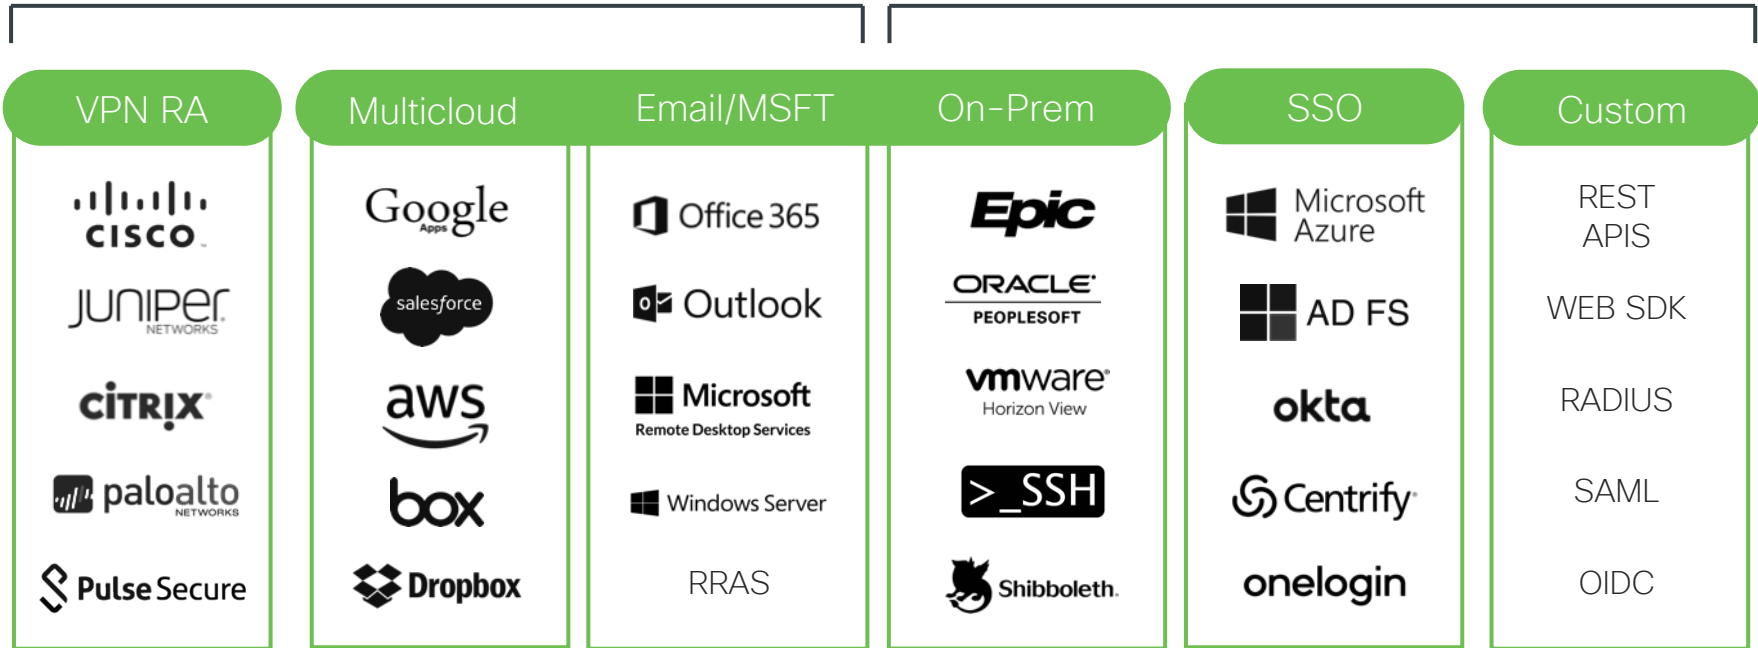 VPN RA
Multicloud
Email/MSFT
On-Prem
SSO
Custom
CISCO
JUNIPER
NETWORKS
CITRIX
paloalto
NETWORKS
Pulse Secure
Google
Apps
salesforce
aws
box
Dropbox
Office 365
Outlook
Microsoft
Remote Desktop Services
Windows Server
RRAS
Epic
ORACLE
PEOPLESOFT
vmware
Horizon View
>_SSH
Shibboleth.
Microsoft
Azure
AD FS
okta
Centrify
onelogin
REST
APIS
WEB SDK
RADIUS
SAML
OIDC